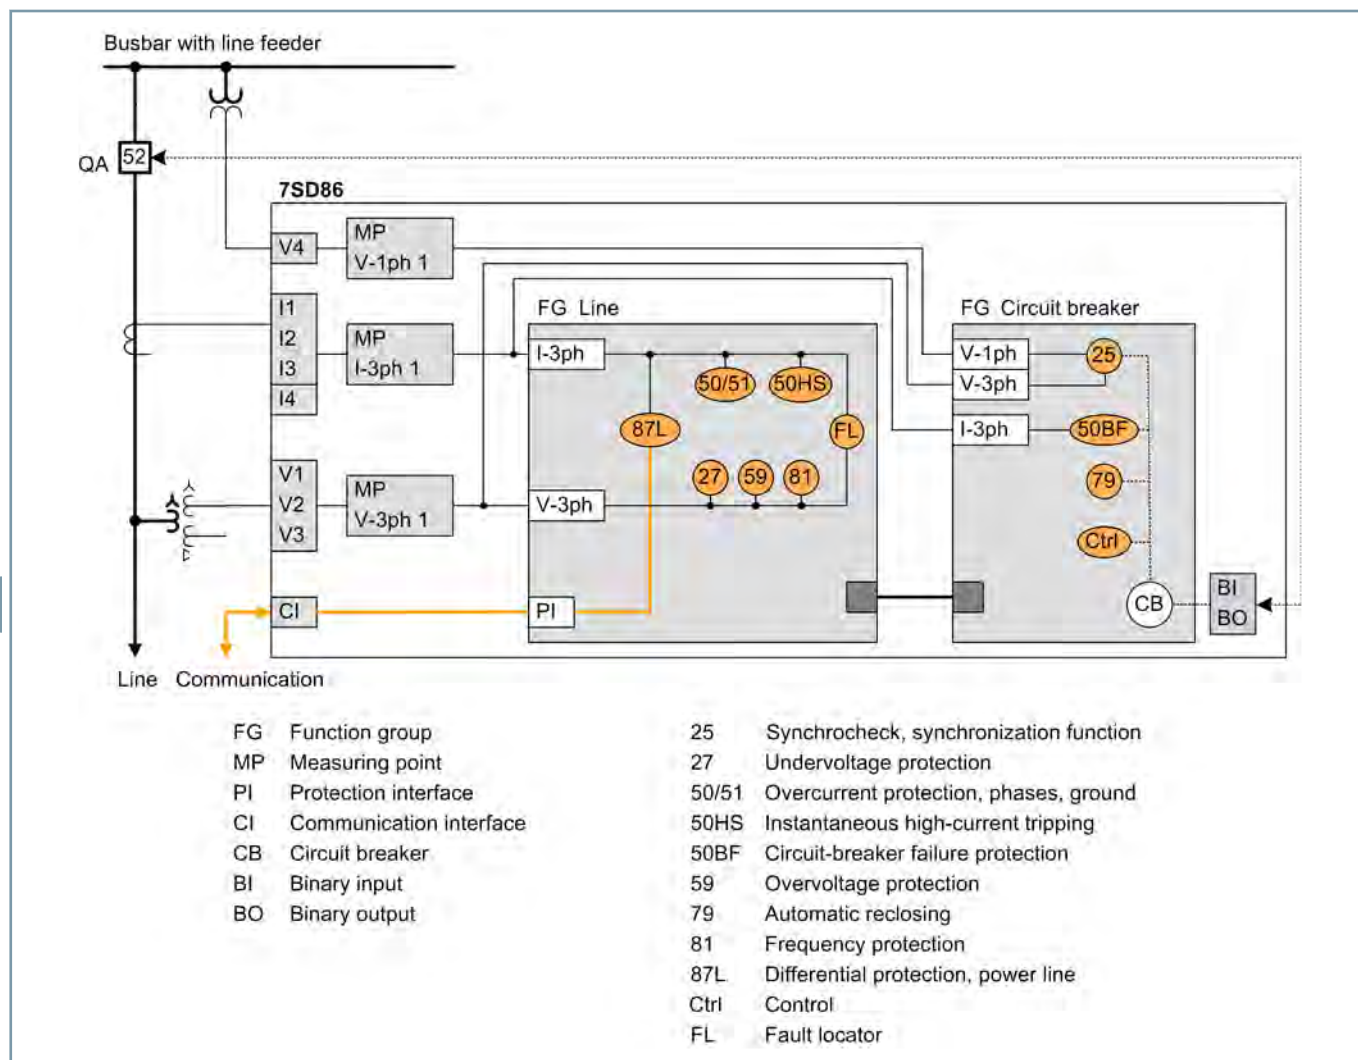 Busbar with line feeder
QA
52
7SD86
V4
MP
V-1ph 1
I1
I2
I3
I4
MP
I-3ph 1
V1
V2
V3
MP
V-3ph 1
CI
FG Line
I-3ph
50/51
50HS
87L
FL
27
59
81
V-3ph
PI
FG Circuit breaker
V-1ph
25
V-3ph
I-3ph
50BF
79
Ctrl
CB
BI
BO
Line
Communication
FG Function group
MP Measuring point
PI Protection interface
CI Communication interface
CB Circuit breaker
BI Binary input
BO Binary output
25 Synchrocheck, synchronization function
27 Undervoltage protection
50/51 Overcurrent protection, phases, ground
50HS Instantaneous high-current tripping
50BF Circuit-breaker failure protection
59 Overvoltage protection
79 Automatic reclosing
81 Frequency protection
87L Differential protection, power line
Ctrl Control
FL Fault locator